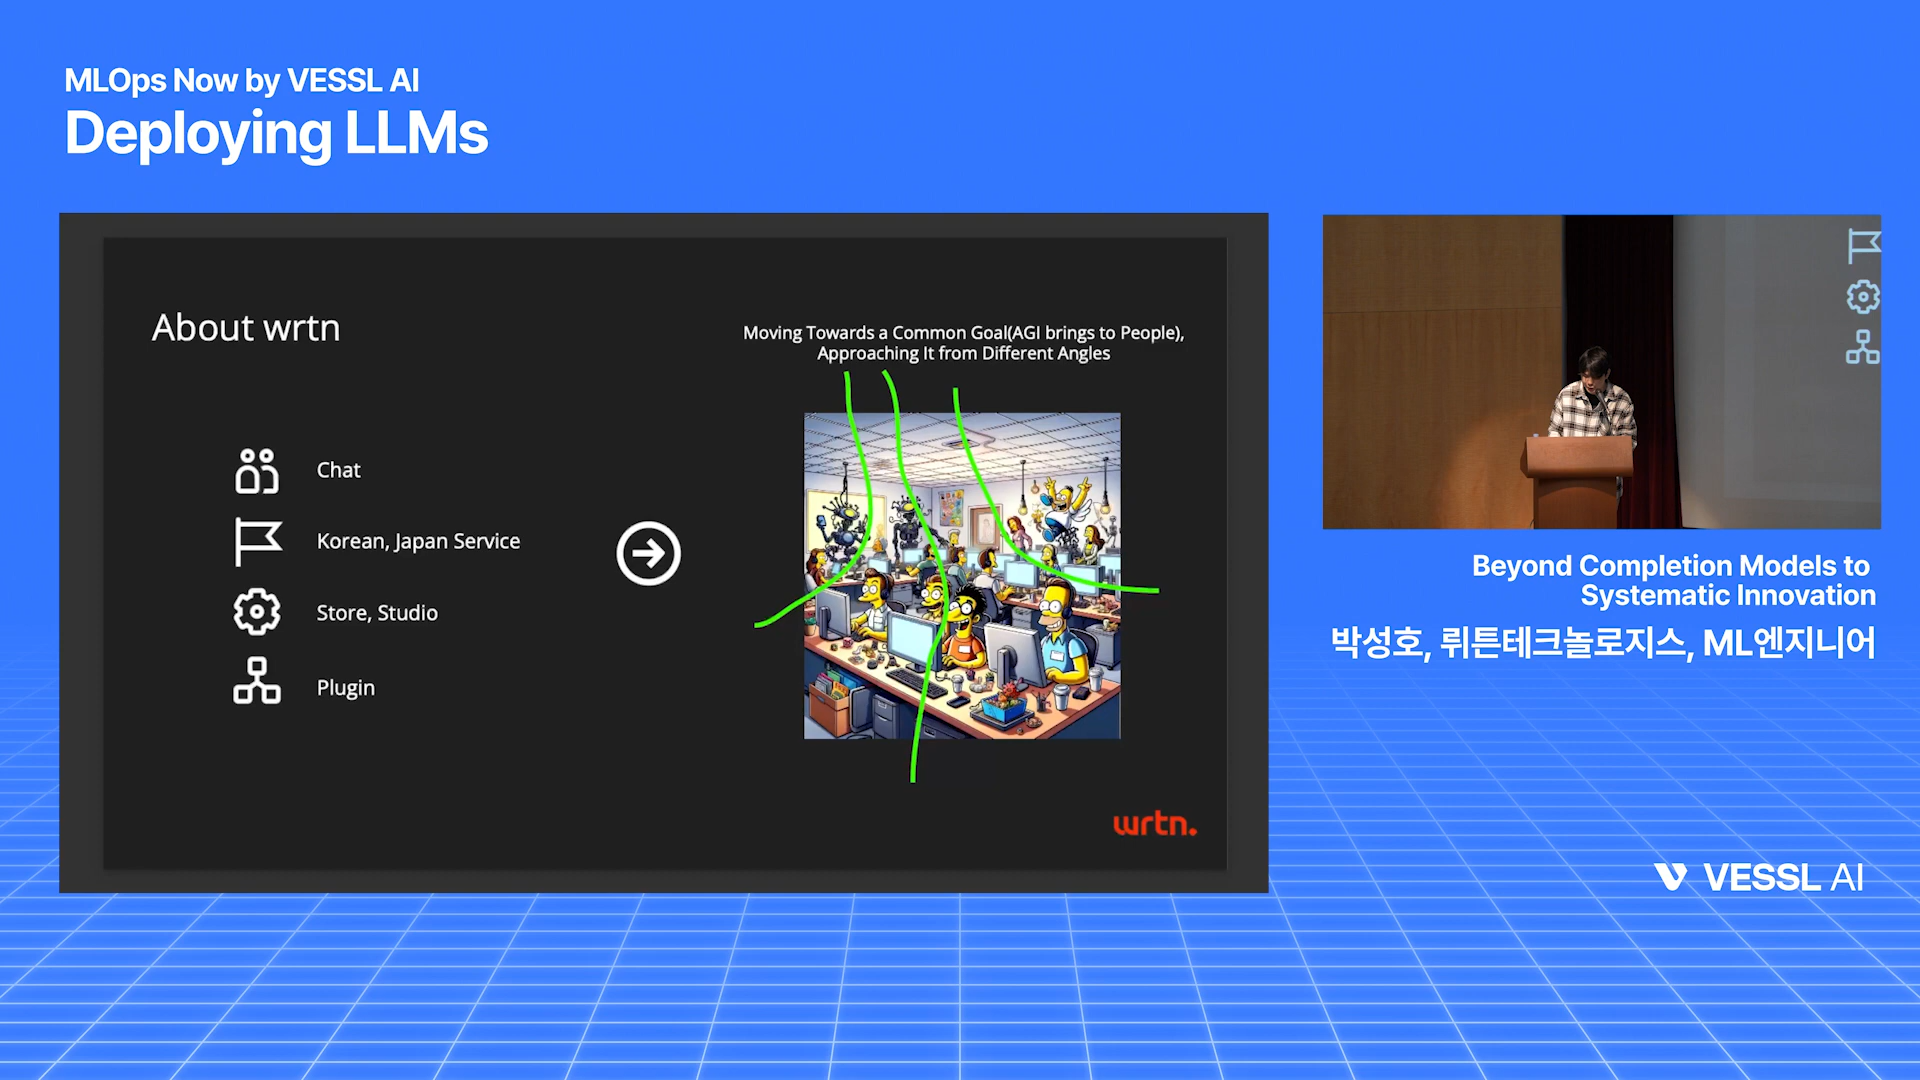 MLOps Now by VESSL AI
Deploying LLMs
About wrtn
Chat
Korean, Japan Service
Store, Studio
Plugin
Moving Towards a Common Goal(AGI brings to People),
Approaching It from Different Angles
wrtn.
Beyond Completion Models to
Systematic Innovation
박성호, 뤼튼테크놀로지스, ML엔지니어
VESSL AI